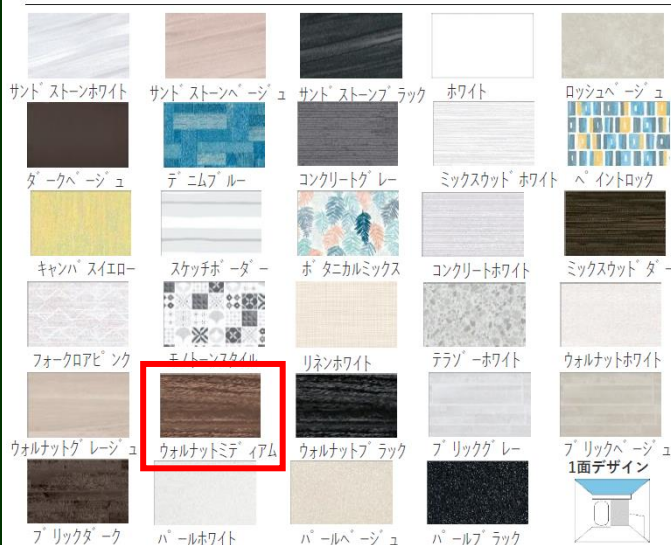 サンドストーンホワイト サンドストーンベージュ サンドストーンブラック ホワイト ロッシュベージュ
ダークベージュ デニムブルー コンクリートグレー ミックスウッドホワイト ペイントロック
キャンバスイエロー スケッチボーダー ボタニカルミックス コンクリートホワイト ミックスウッドダー
フォークロアピンク モノトーンスタイル リネンホワイト テラゾーホワイト ウォルナットホワイト
ウォルナットグレージュ ウォルナットミディアム ウォルナットブラック ブリックグレー ブリックベージュ
1面デザイン
ブリックダーク パールホワイト パールベージュ パールブラック